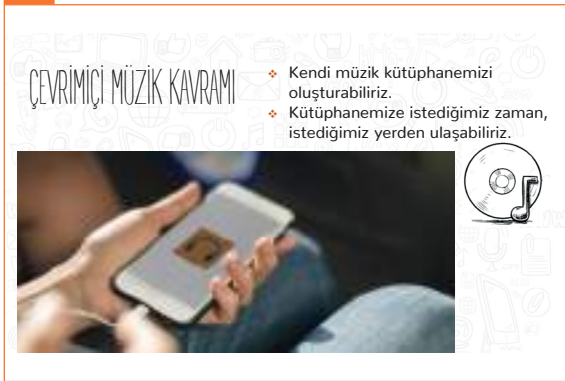 ÇEVRİMİÇİ MÜZİK KAVRAMI
Kendi müzik kütüphanemizi
oluşturabiliriz.
Kütüphanemize istediğimiz zaman,
istediğimiz yerden ulaşabiliriz.